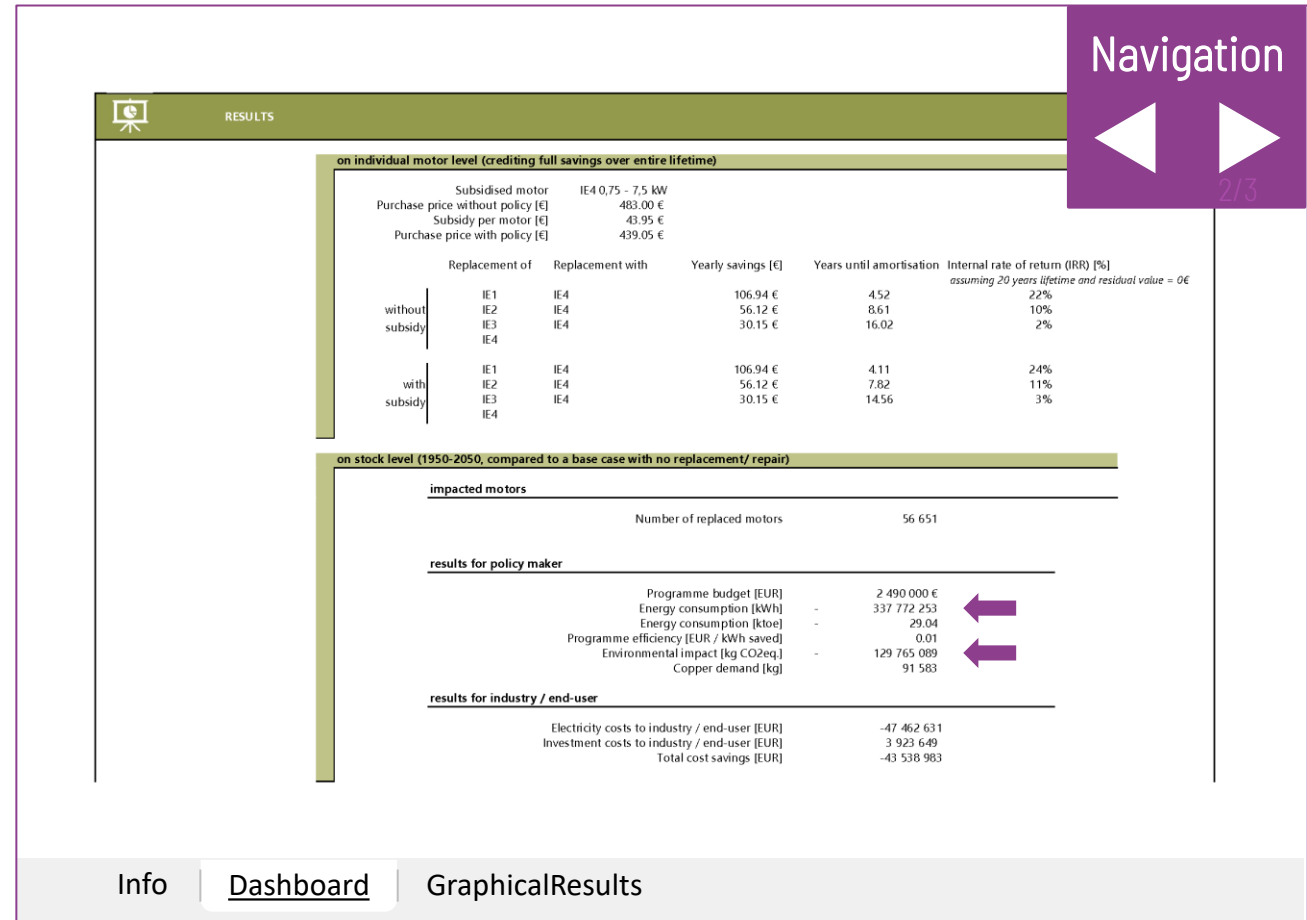 Navigation
2/3
RESULTS
on individual motor level (crediting full savings over entire lifetime)
Subsidised motor IE4 0,75 - 7,5 kW
Purchase price without policy [€] 483.00 €
Subsidy per motor [€] 43.95 €
Purchase price with policy [€] 439.05 €
Replacement of Replacement with Yearly savings [€] Years until amortisation Internal rate of return (IRR) [%]
assuming 20 years lifetime and residual value = 0€
IE1 IE4 106.94 € 4.52 22%
without IE2 IE4 56.12 € 8.61 10%
subsidy IE3 IE4 30.15 € 16.02 2%
IE4
IE1 IE4 106.94 € 4.11 24%
with IE2 IE4 56.12 € 7.82 11%
subsidy IE3 IE4 30.15 € 14.56 3%
IE4
on stock level (1950-2050, compared to a base case with no replacement/ repair)
impacted motors
Number of replaced motors 56 651
results for policy maker
Programme budget [EUR] 2 490 000 €
Energy consumption [kWh] - 337 772 253
Energy consumption [ktoe] - 29.04
Programme efficiency [EUR / kWh saved] 0.01
Environmental impact [kg CO2eq.] - 129 765 089
Copper demand [kg] 91 583
results for industry / end-user
Electricity costs to industry / end-user [EUR] -47 462 631
Investment costs to industry / end-user [EUR] 3 923 649
Total cost savings [EUR] -43 538 983
Info Dashboard GraphicalResults